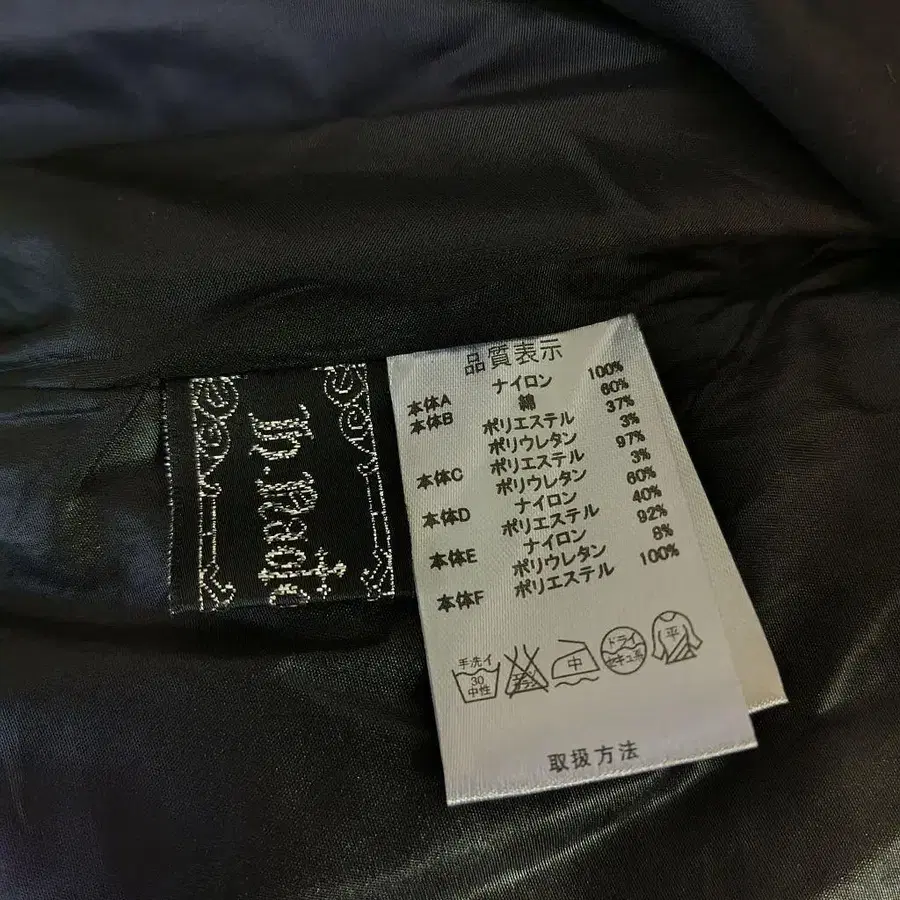 品質表示
本体A ナイロン 100%
本体B 綿 60%
ポリエステル 37%
ポリウレタン 3%
本体C ポリエステル 97%
ポリウレタン 3%
本体D ナイロン 60%
ポリエステル 40%
本体E ナイロン 92%
ポリウレタン 8%
本体F ポリエステル 100%
手洗イ
30
中性
中
ドライ
セキユ系
平
取扱方法